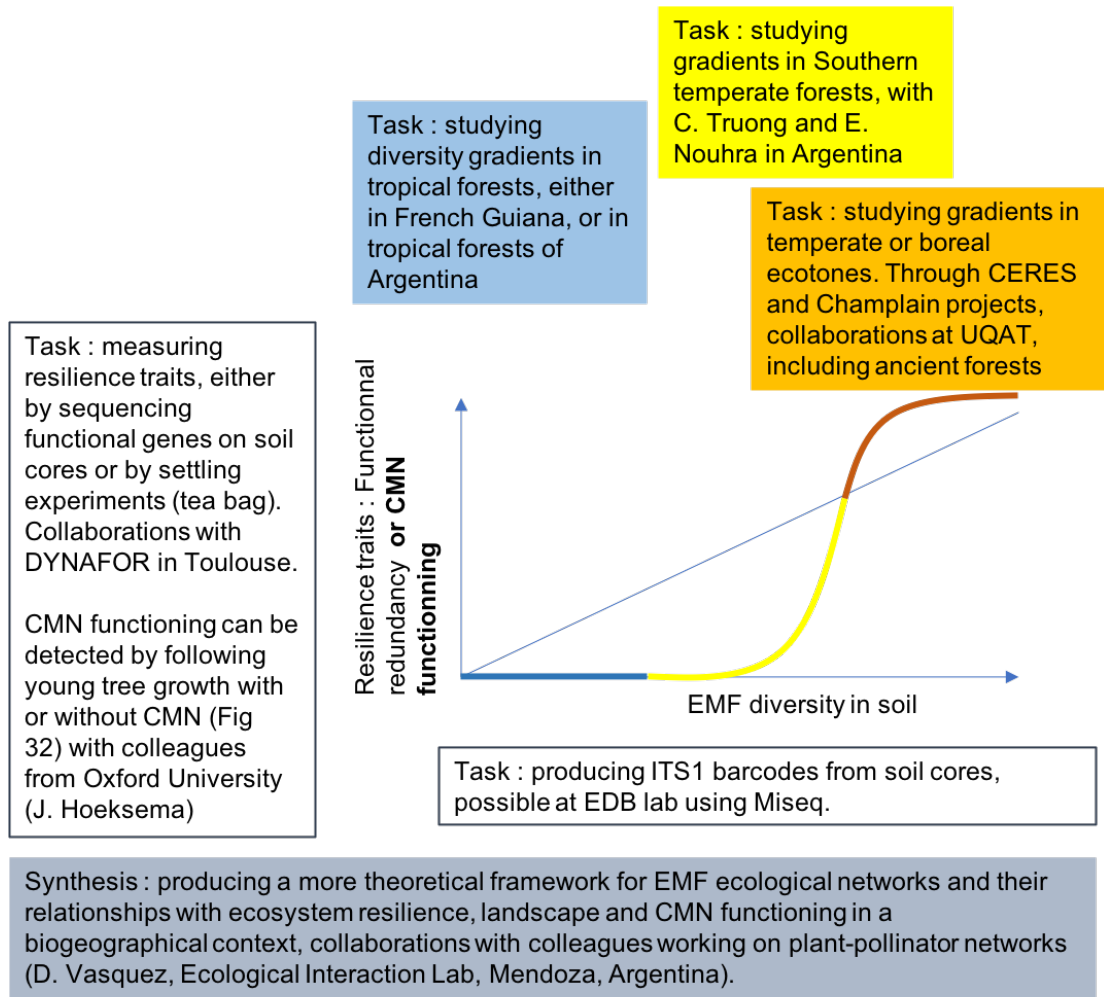 Task : studying
gradients in Southern
temperate forests, with
C. Truong and E.
Nouhra in Argentina
Task : studying
diversity gradients in
tropical forests, either
in French Guiana, or in
tropical forests of
Argentina
Task : studying gradients in
temperate or boreal
ecotones. Through CERES
and Champlain projects,
collaborations at UQAT,
including ancient forests
Task : measuring
resilience traits, either
by sequencing
functional genes on soil
cores or by settling
experiments (tea bag).
Collaborations with
DYNAFOR in Toulouse.
CMN functioning can be
detected by following
young tree growth with
or without CMN (Fig
32) with colleagues
from Oxford University
(J. Hoeksema)
Resilience traits : Functionnal
redundancy or CMN
functionning
EMF diversity in soil
Task : producing ITS1 barcodes from soil cores,
possible at EDB lab using Miseq.
Synthesis : producing a more theoretical framework for EMF ecological networks and their
relationships with ecosystem resilience, landscape and CMN functioning in a
biogeographical context, collaborations with colleagues working on plant-pollinator networks
(D. Vasquez, Ecological Interaction Lab, Mendoza, Argentina).